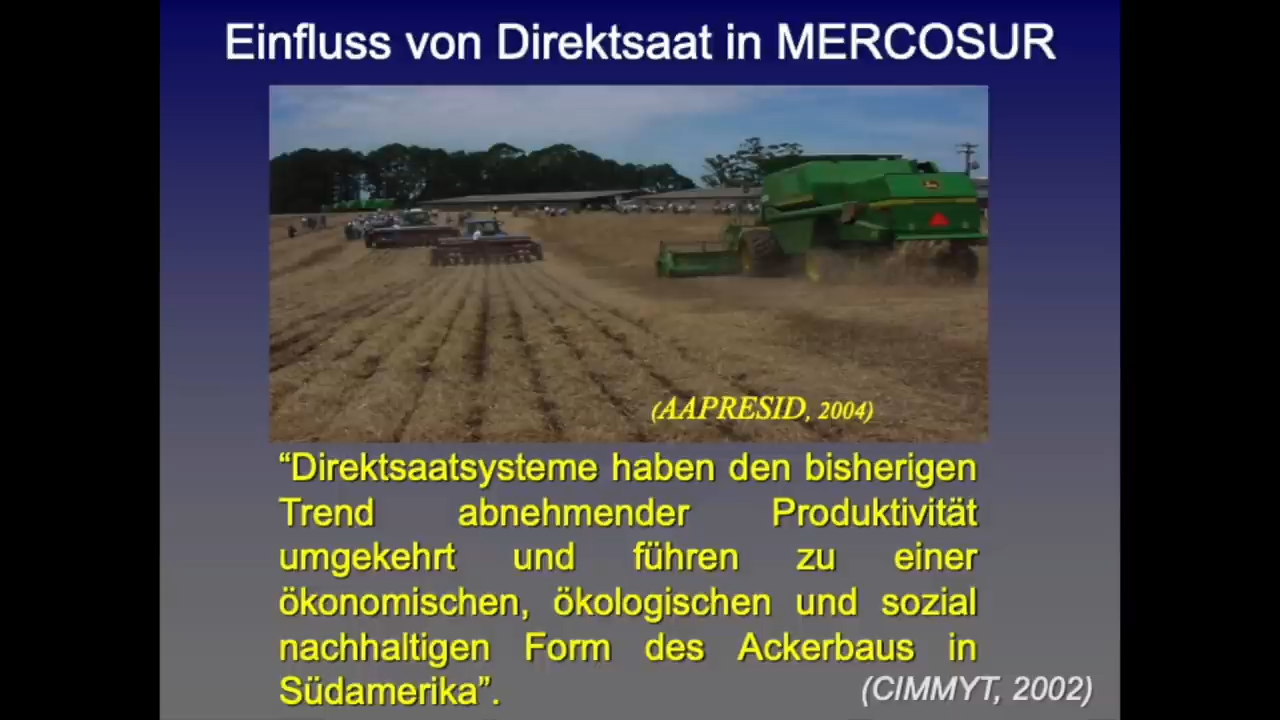 Einfluss von Direktsaat in MERCOSUR
(AAPRESID, 2004)
“Direktsaatsysteme haben den bisherigen
Trend abnehmender Produktivität
umgekehrt und führen zu einer
ökonomischen, ökologischen und sozial
nachhaltigen Form des Ackerbaus in
Südamerika”.
(CIMMYT, 2002)